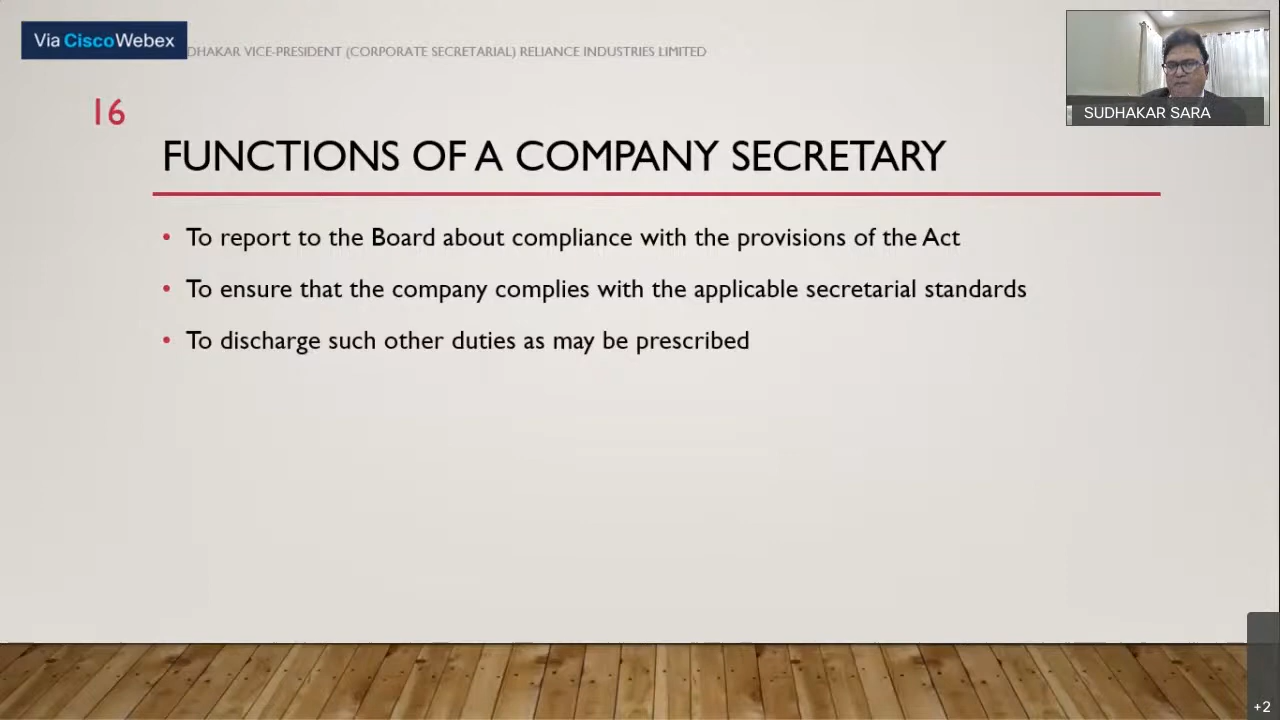 Via Cisco Webex
DHAKAR VICE-PRESIDENT (CORPORATE SECRETARIAL) RELIANCE INDUSTRIES LIMITED
SUDHAKAR SARA
16
FUNCTIONS OF A COMPANY SECRETARY
• To report to the Board about compliance with the provisions of the Act
• To ensure that the company complies with the applicable secretarial standards
• To discharge such other duties as may be prescribed
+2